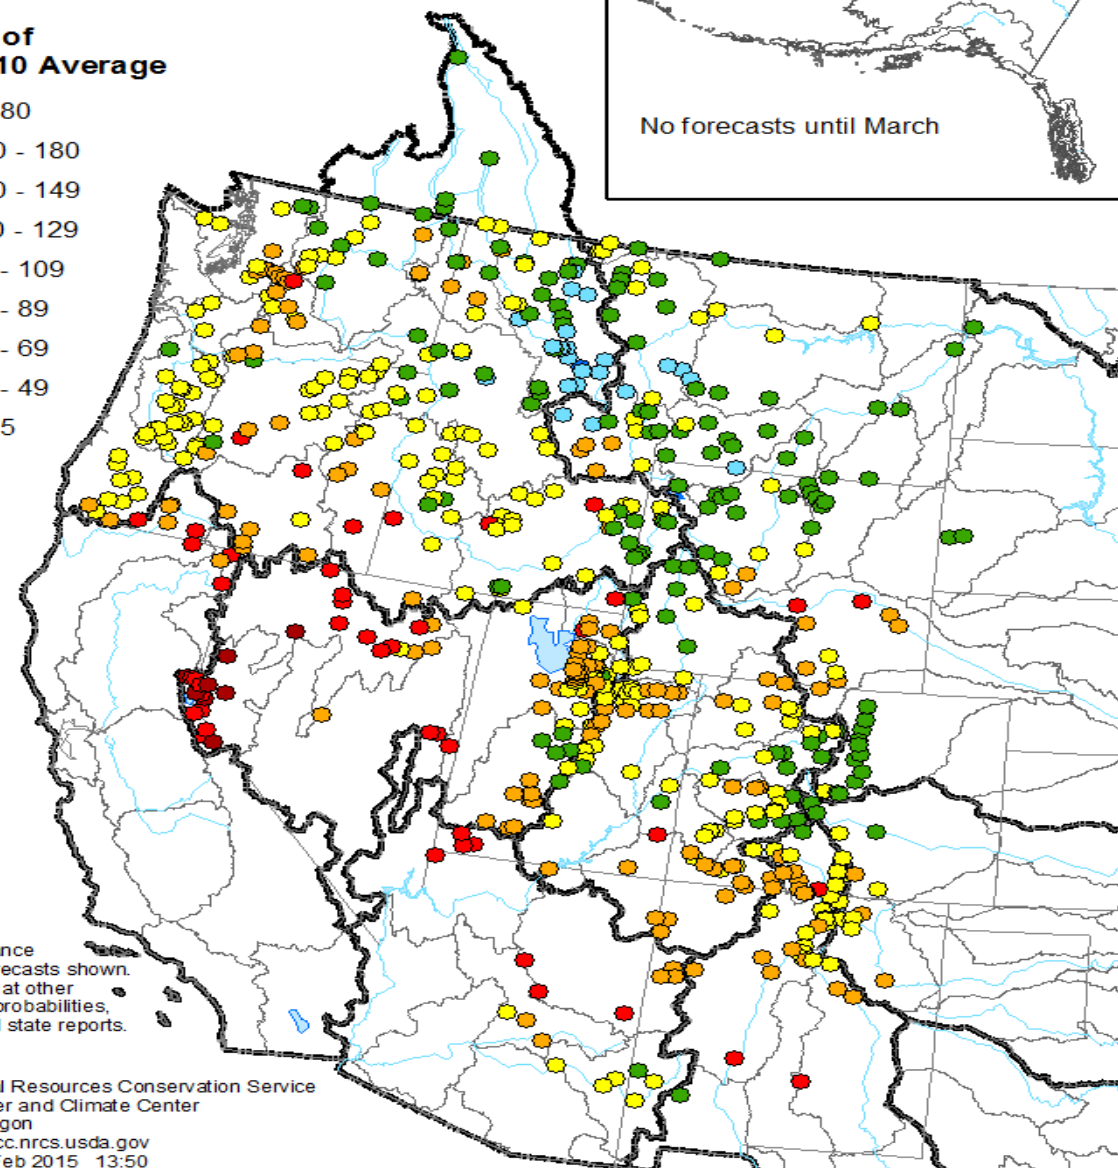 of
10 Average
80
0 - 180
0 - 149
0 - 129
- 109
- 89
- 69
- 49
5
No forecasts until March
nce
ecasts shown.
at other
probabilities,
state reports.
l Resources Conservation Service
er and Climate Center
gon
cc.nrcs.usda.gov
Feb 2015 13:50